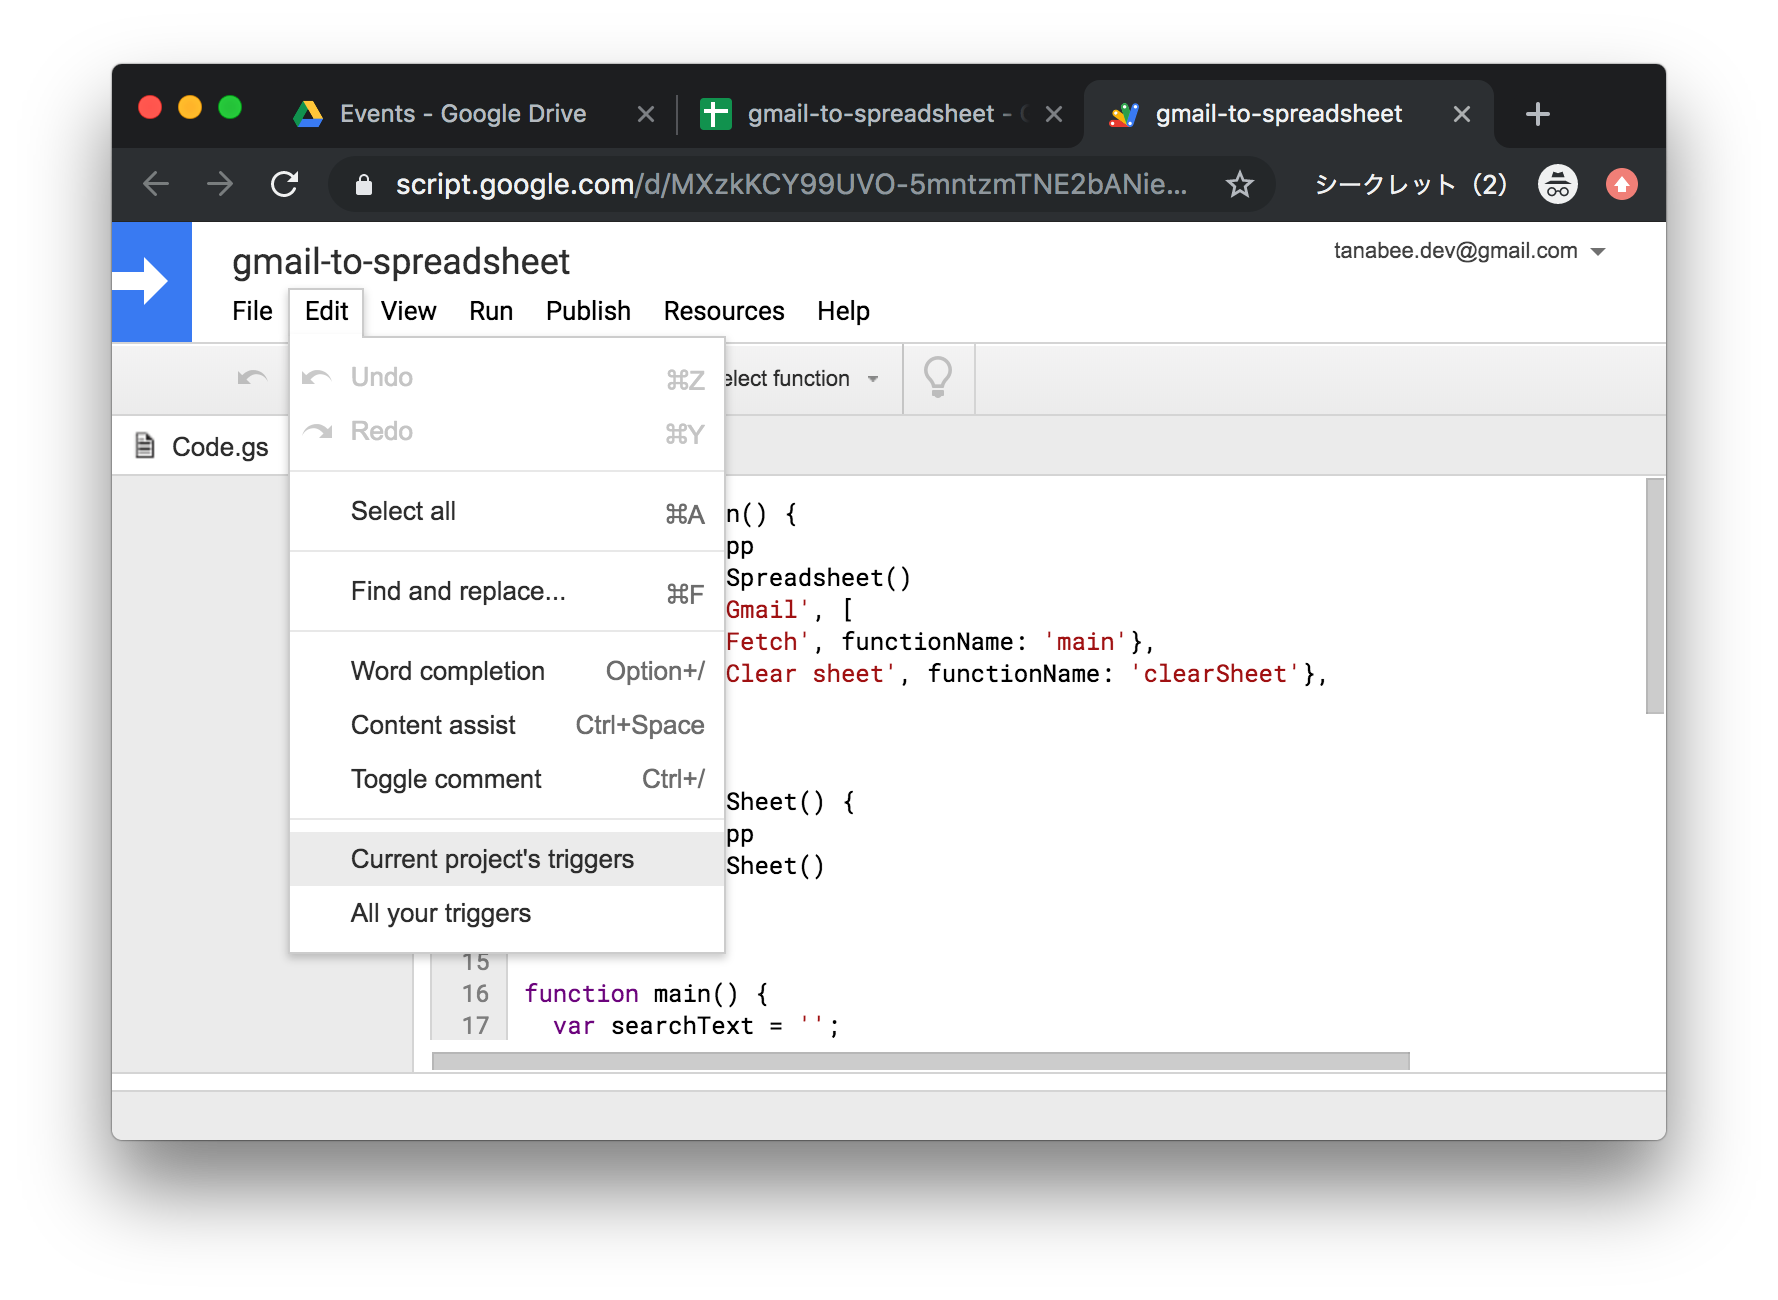 Events - Google Drive
gmail-to-spreadsheet -
gmail-to-spreadsheet
script.google.com/d/MXzkKCY99UVO-5mntzmTNE2bANie...
シークレット（2）
gmail-to-spreadsheet
tanabee.dev@gmail.com
File Edit View Run Publish Resources Help
Undo ⌘Z
elect function
Redo ⌘Y
Code.gs
Select all ⌘A
n() {
pp
Spreadsheet()
Find and replace... ⌘F
Gmail', [
Fetch', functionName: 'main'},
Clear sheet', functionName: 'clearSheet'},
Word completion Option+/
Content assist Ctrl+Space
Toggle comment Ctrl+/
Sheet() {
pp
Sheet()
Current project's triggers
All your triggers
15
16 function main() {
17 var searchText = '';